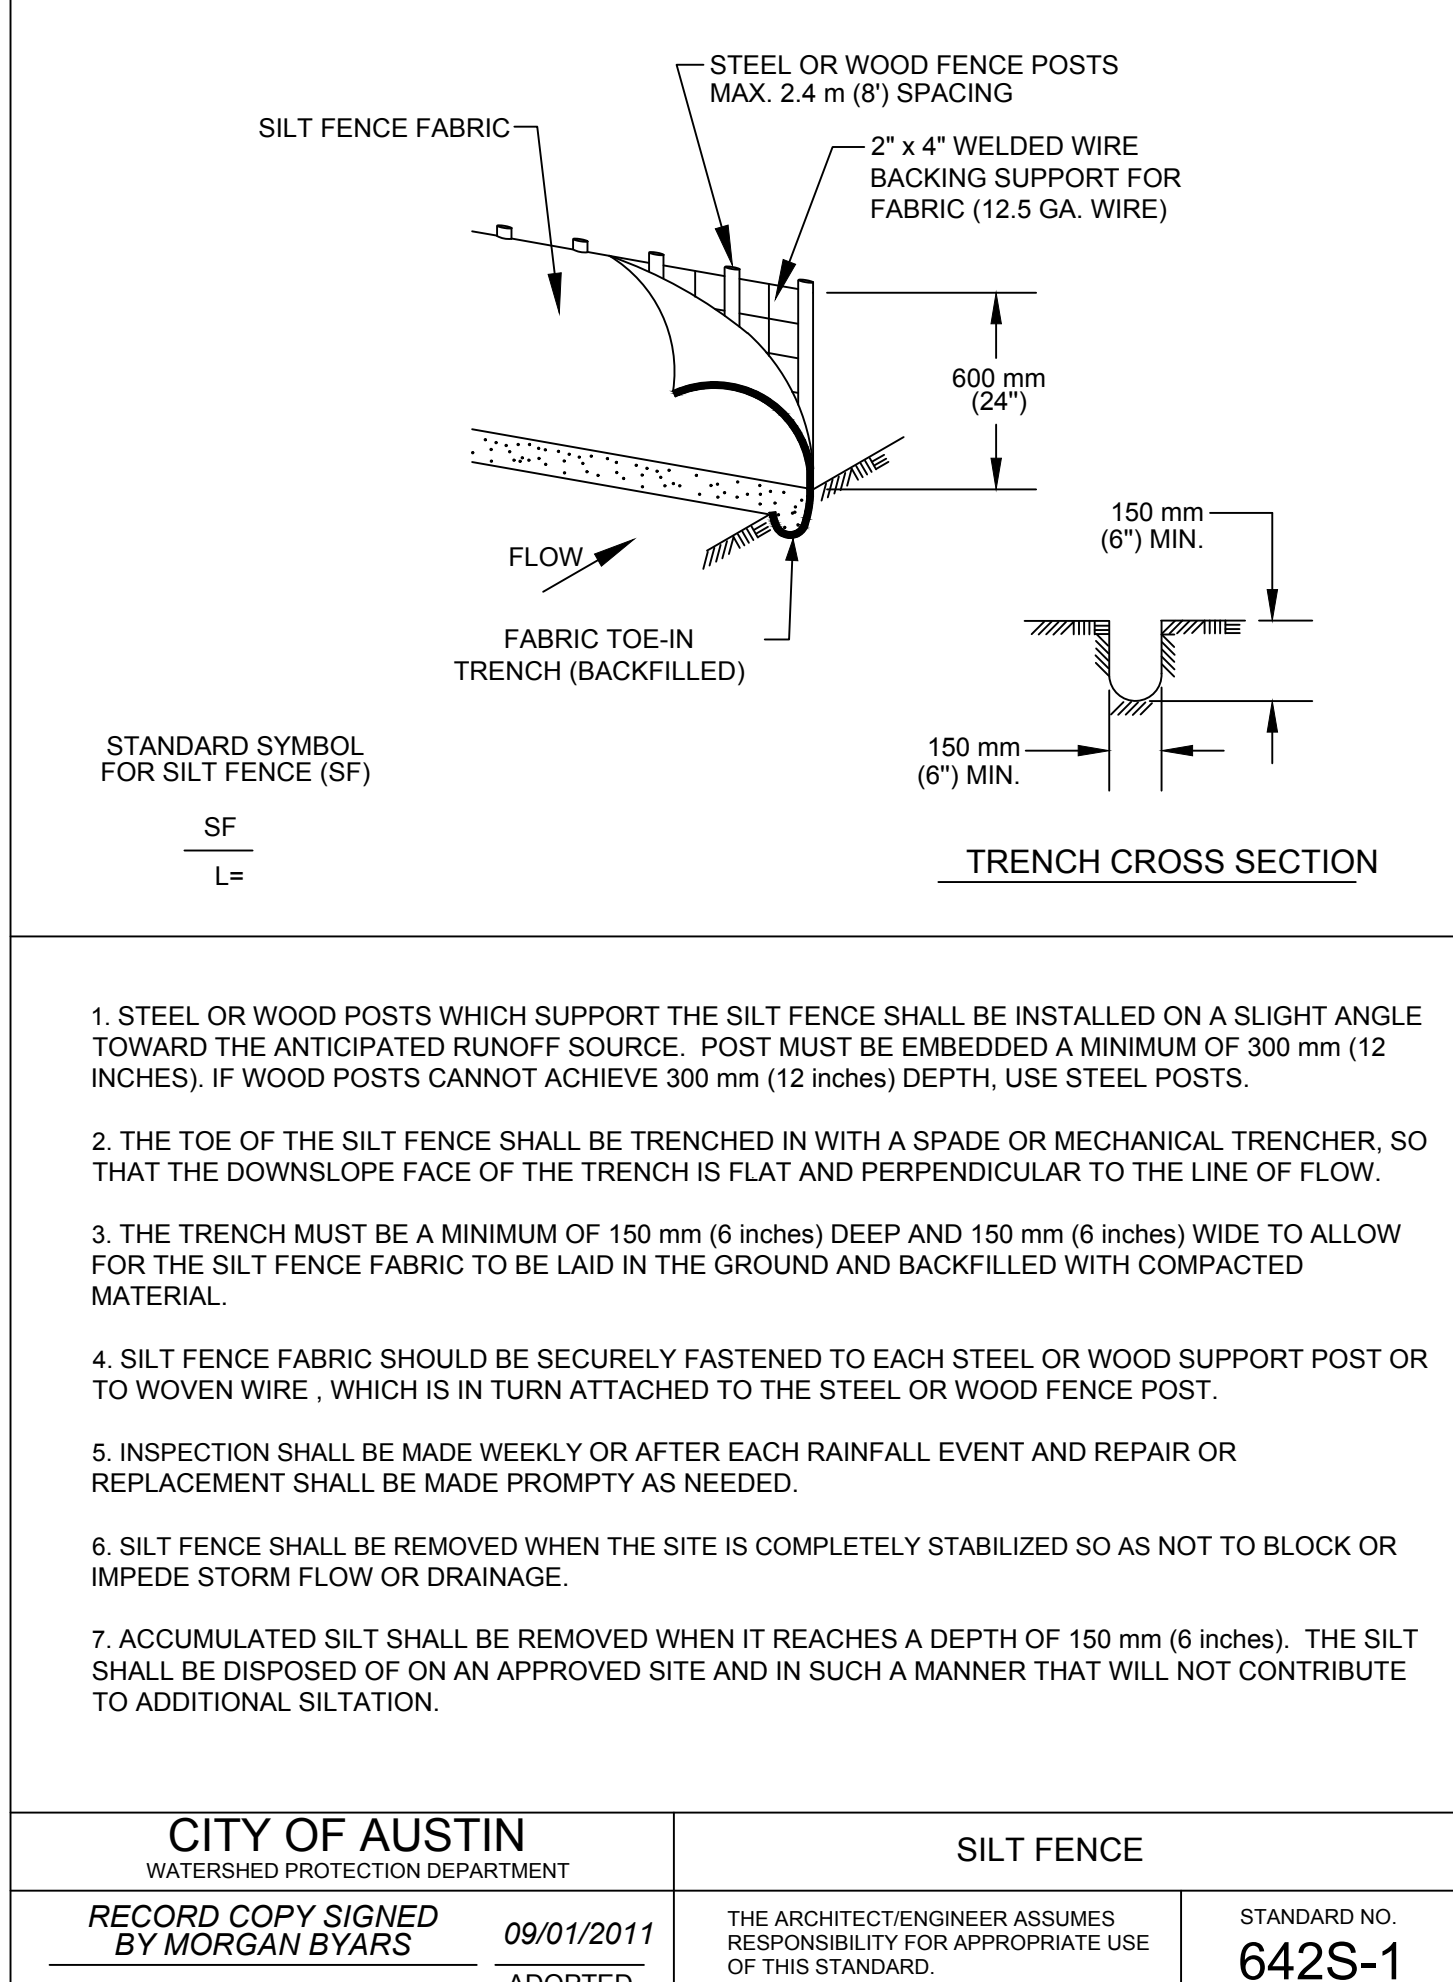 STEEL OR WOOD FENCE POSTS
MAX. 2.4 m (8') SPACING
SILT FENCE FABRIC
2" x 4" WELDED WIRE
BACKING SUPPORT FOR
FABRIC (12.5 GA. WIRE)
600 mm
(24")
150 mm
(6") MIN.
FLOW
FABRIC TOE-IN
TRENCH (BACKFILLED)
STANDARD SYMBOL
FOR SILT FENCE (SF)
150 mm
(6") MIN.
SF
L=
TRENCH CROSS SECTION
1. STEEL OR WOOD POSTS WHICH SUPPORT THE SILT FENCE SHALL BE INSTALLED ON A SLIGHT ANGLE
TOWARD THE ANTICIPATED RUNOFF SOURCE. POST MUST BE EMBEDDED A MINIMUM OF 300 mm (12
INCHES). IF WOOD POSTS CANNOT ACHIEVE 300 mm (12 inches) DEPTH, USE STEEL POSTS.
2. THE TOE OF THE SILT FENCE SHALL BE TRENCHED IN WITH A SPADE OR MECHANICAL TRENCHER, SO
THAT THE DOWNSLOPE FACE OF THE TRENCH IS FLAT AND PERPENDICULAR TO THE LINE OF FLOW.
3. THE TRENCH MUST BE A MINIMUM OF 150 mm (6 inches) DEEP AND 150 mm (6 inches) WIDE TO ALLOW
FOR THE SILT FENCE FABRIC TO BE LAID IN THE GROUND AND BACKFILLED WITH COMPACTED
MATERIAL.
4. SILT FENCE FABRIC SHOULD BE SECURELY FASTENED TO EACH STEEL OR WOOD SUPPORT POST OR
TO WOVEN WIRE , WHICH IS IN TURN ATTACHED TO THE STEEL OR WOOD FENCE POST.
5. INSPECTION SHALL BE MADE WEEKLY OR AFTER EACH RAINFALL EVENT AND REPAIR OR
REPLACEMENT SHALL BE MADE PROMPTY AS NEEDED.
6. SILT FENCE SHALL BE REMOVED WHEN THE SITE IS COMPLETELY STABILIZED SO AS NOT TO BLOCK OR
IMPEDE STORM FLOW OR DRAINAGE.
7. ACCUMULATED SILT SHALL BE REMOVED WHEN IT REACHES A DEPTH OF 150 mm (6 inches). THE SILT
SHALL BE DISPOSED OF ON AN APPROVED SITE AND IN SUCH A MANNER THAT WILL NOT CONTRIBUTE
TO ADDITIONAL SILTATION.
CITY OF AUSTIN
WATERSHED PROTECTION DEPARTMENT
SILT FENCE
RECORD COPY SIGNED
BY MORGAN BYARS
09/01/2011
ADOPTED
THE ARCHITECT/ENGINEER ASSUMES
RESPONSIBILITY FOR APPROPRIATE USE
OF THIS STANDARD.
STANDARD NO.
642S-1